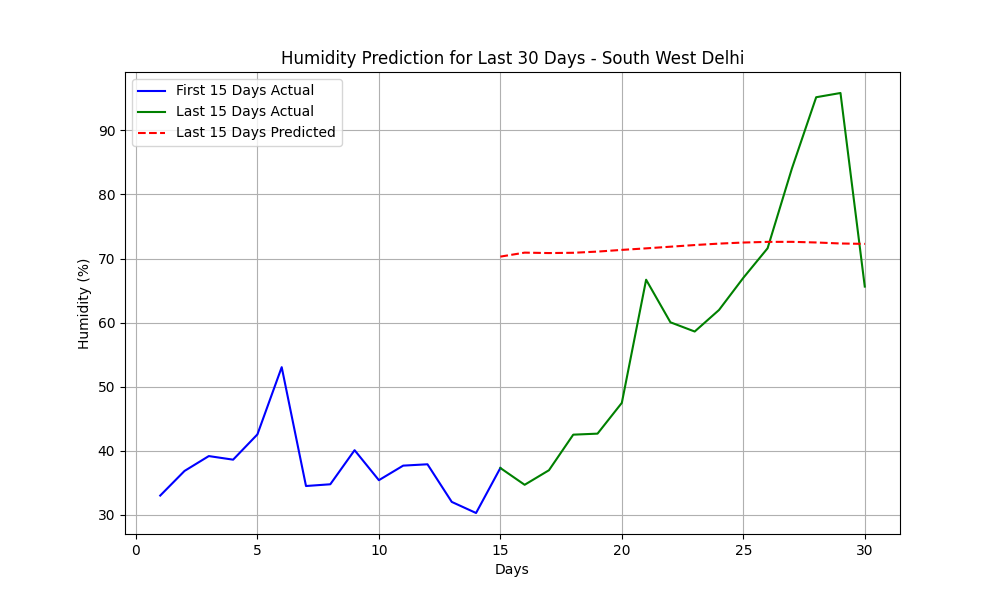 Humidity Prediction for Last 30 Days - South West Delhi
First 15 Days Actual
Last 15 Days Actual
Last 15 Days Predicted
Humidity (%)
90
80
70
60
50
40
30
0 5 10 15 20 25 30
Days